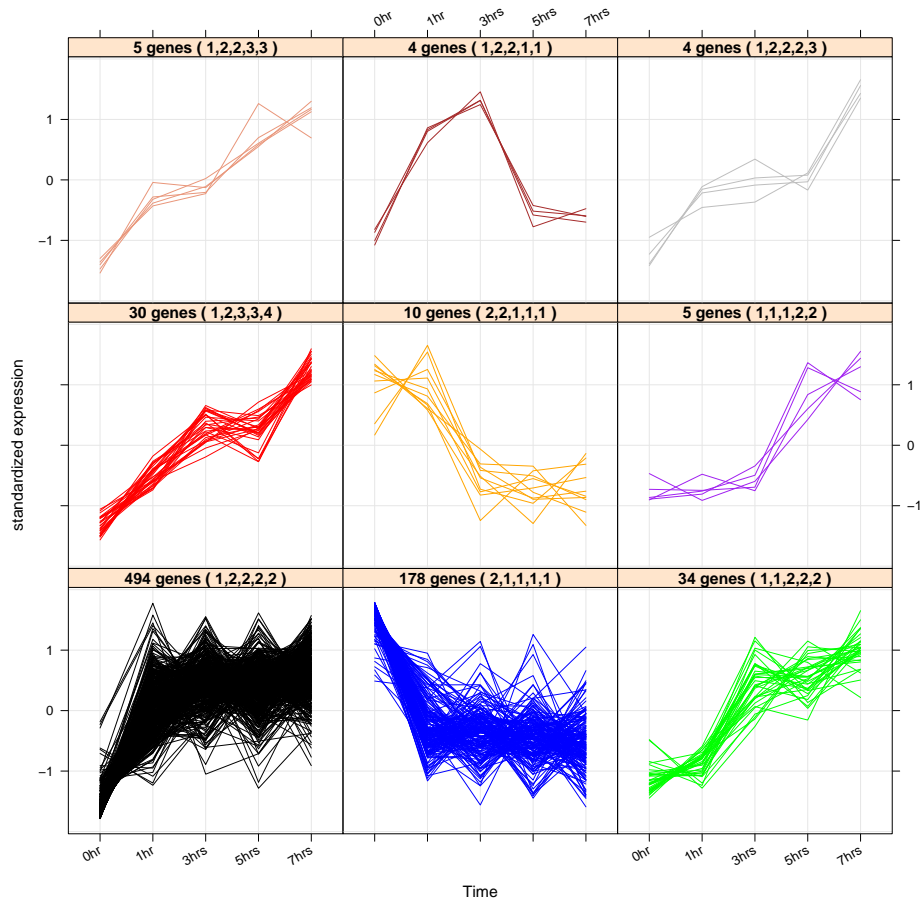 0hr 1hr 3hrs 5hrs 7hrs
5 genes ( 1,2,2,3,3 ) 4 genes ( 1,2,2,1,1 ) 4 genes ( 1,2,2,2,3 )
1
0
−1
30 genes ( 1,2,3,3,4 ) 10 genes ( 2,2,1,1,1 ) 5 genes ( 1,1,1,2,2 )
1
0
−1
standardized expression
494 genes ( 1,2,2,2,2 ) 178 genes ( 2,1,1,1,1 ) 34 genes ( 1,1,2,2,2 )
1
0
−1
0hr 1hr 3hrs 5hrs 7hrs 0hr 1hr 3hrs 5hrs 7hrs
Time